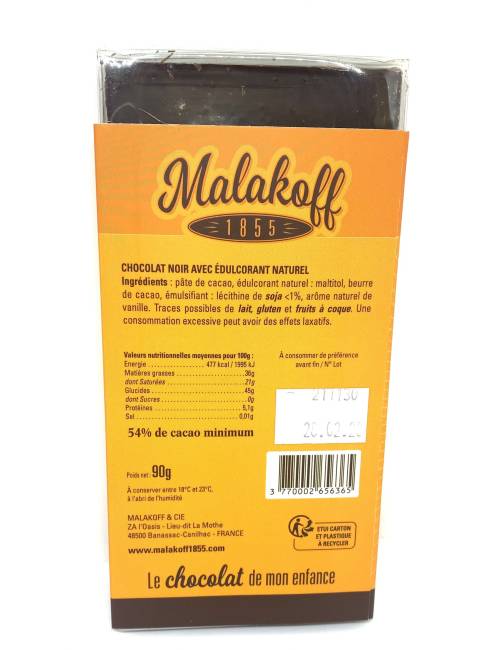 Malakoff
1855
CHOCOLAT NOIR AVEC ÉDULCORANT NATUREL
Ingrédients : pâte de cacao, édulcorant naturel : maltitol, beurre
de cacao, émulsifiant : lécithine de soja <1%, arôme naturel de
vanille. Traces possibles de lait, gluten et fruits à coque. Une
consommation excessive peut avoir des effets laxatifs.
Valeurs nutritionnelles moyennes pour 100g :
Energie .................... 477 kcal / 1995 kJ
Matières grasses .................... 36g
dont Saturées .................... 21g
Glucides .................... 45g
dont Sucres .................... 0g
Protéines .................... 5,1g
Sel .................... 0,01g
54% de cacao minimum
À consommer de préférence
avant fin / N° Lot
Poids net : 90g
À conserver entre 18°C et 23°C,
à l'abri de l'humidité
3 770002 656365
MALAKOFF & CIE
ZA l'Oasis - Lieu-dit La Mothe
48500 Banassac-Canilhac - FRANCE
www.malakoff1855.com
ETUI CARTON
ET PLASTIQUE
À RECYCLER
Le chocolat de mon enfance